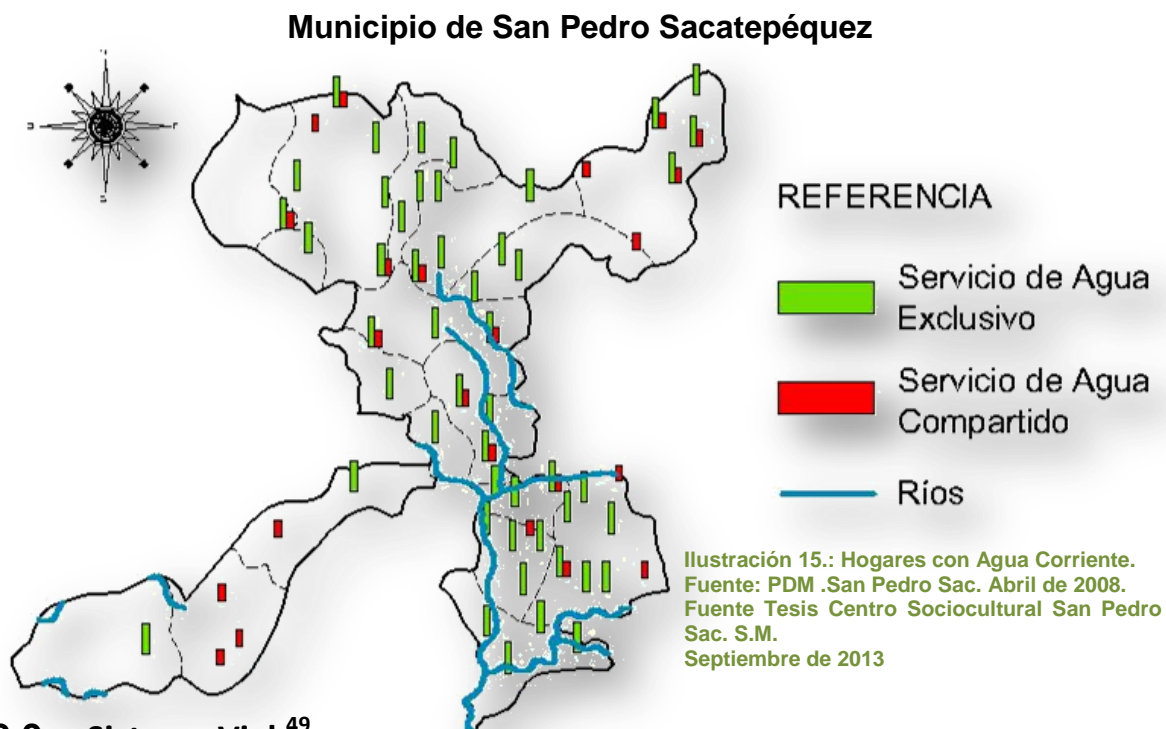 Municipio de San Pedro Sacatepéquez
REFERENCIA
Servicio de Agua
Exclusivo
Servicio de Agua
Compartido
Ríos
Ilustración 15.: Hogares con Agua Corriente.
Fuente: PDM .San Pedro Sac. Abril de 2008.
Fuente Tesis Centro Sociocultural San Pedro
Sac. S.M.
Septiembre de 2013
49